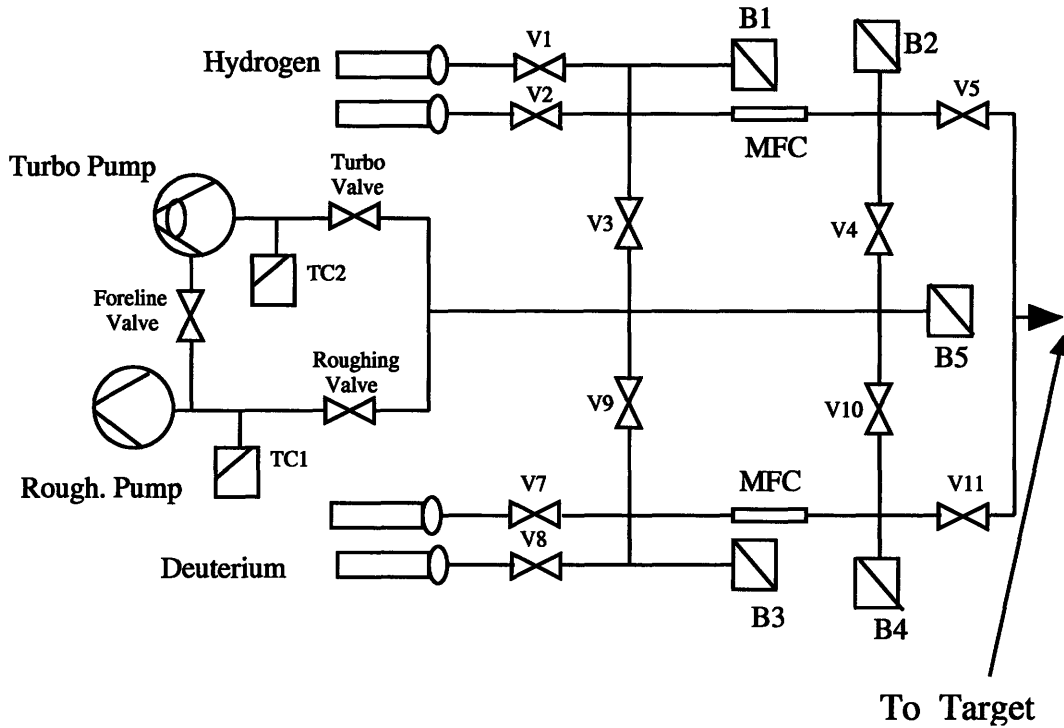 B1
B2
V1
Hydrogen
V2
V5
MFC
Turbo Pump
Turbo
Valve
V3
V4
TC2
Foreline
Valve
Roughing
Valve
B5
V9
V10
TC1
Rough. Pump
V7
MFC
V11
V8
Deuterium
B3
B4
To Target